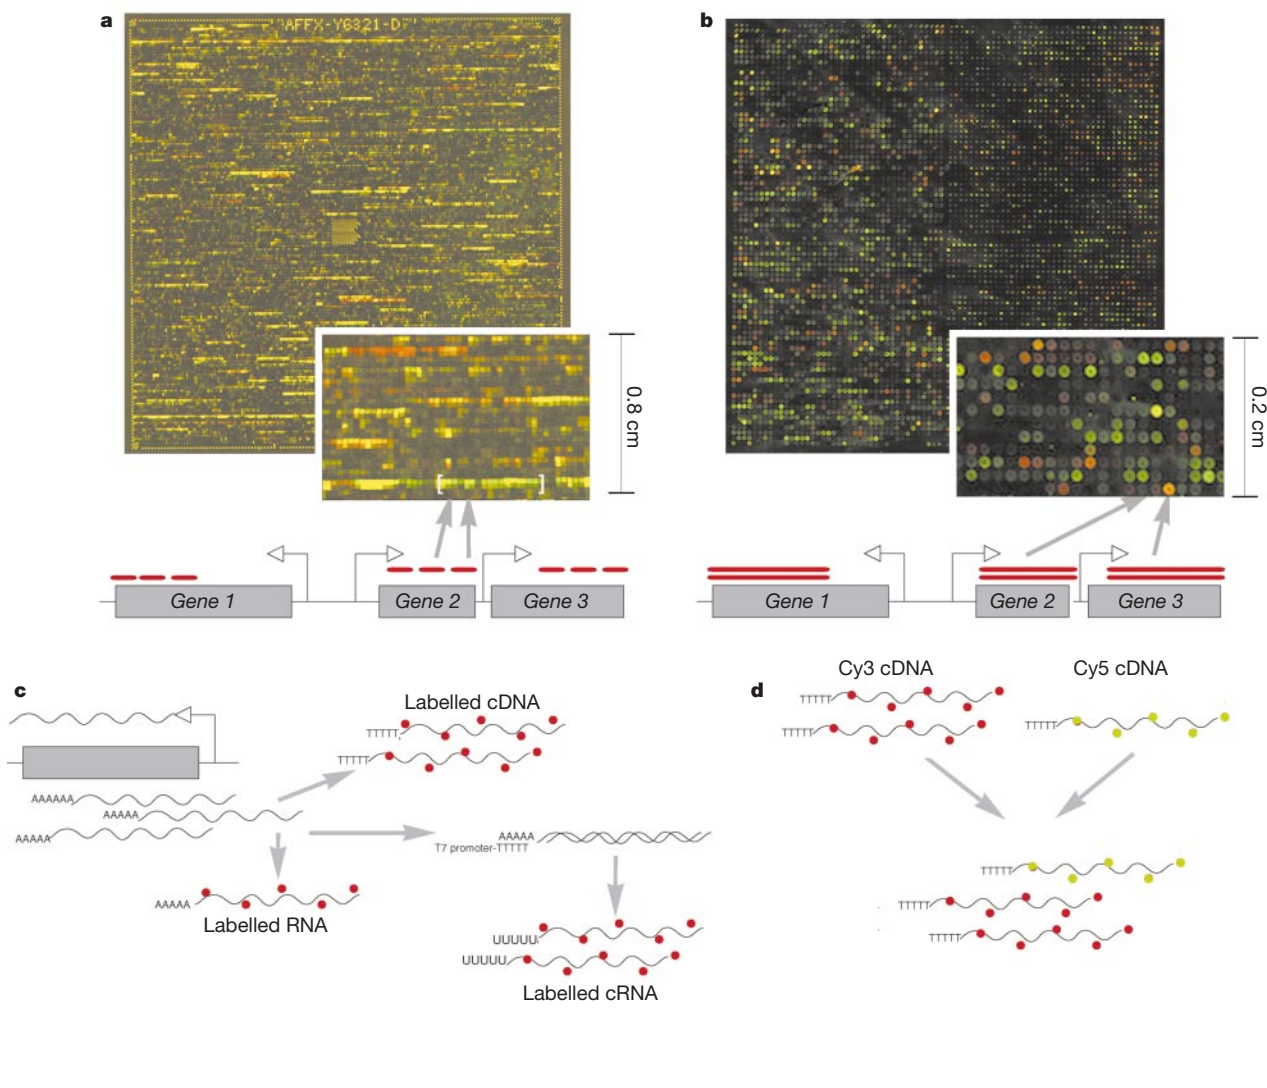 a
AFFX-Y6321-D
0.8 cm
Gene 1
Gene 2
Gene 3
[ ]
b
0.2 cm
Gene 1
Gene 2
Gene 3
c
AAAAAA
AAAAA
AAAAA
Labelled cDNA
TTTTT
TTTTT
AAAAA
T7 promoter-TTTTT
AAAAA
Labelled RNA
UUUUU
UUUUU
Labelled cRNA
d
Cy3 cDNA
Cy5 cDNA
TTTTT
TTTTT
TTTTT
TTTTT
TTTTT
TTTTT